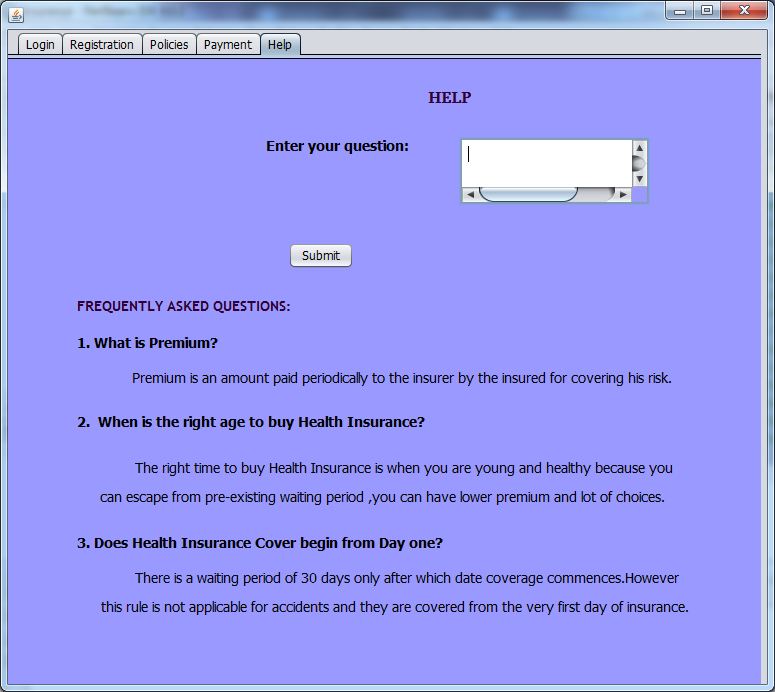 Login Registration Policies Payment Help
HELP
Enter your question:
Submit
FREQUENTLY ASKED QUESTIONS:
1. What is Premium?
Premium is an amount paid periodically to the insurer by the insured for covering his risk.
2. When is the right age to buy Health Insurance?
The right time to buy Health Insurance is when you are young and healthy because you
can escape from pre-existing waiting period ,you can have lower premium and lot of choices.
3. Does Health Insurance Cover begin from Day one?
There is a waiting period of 30 days only after which date coverage commences.However
this rule is not applicable for accidents and they are covered from the very first day of insurance.